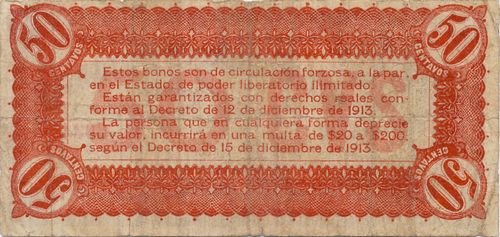 50 CENTAVOS
50 CENTAVOS
Estos bonos son de circulación forzosa, a la par,
en el Estado, de poder liberatorio ilimitado.
Están garantizados con derechos reales con-
forme al Decreto de 12 de diciembre de 1913.
La persona que en cualquiera forma deprecie
su valor, incurrirá en una multa de $20 a $200
según el Decreto de 15 de diciembre de 1913.
50 CENTAVOS
50 CENTAVOS